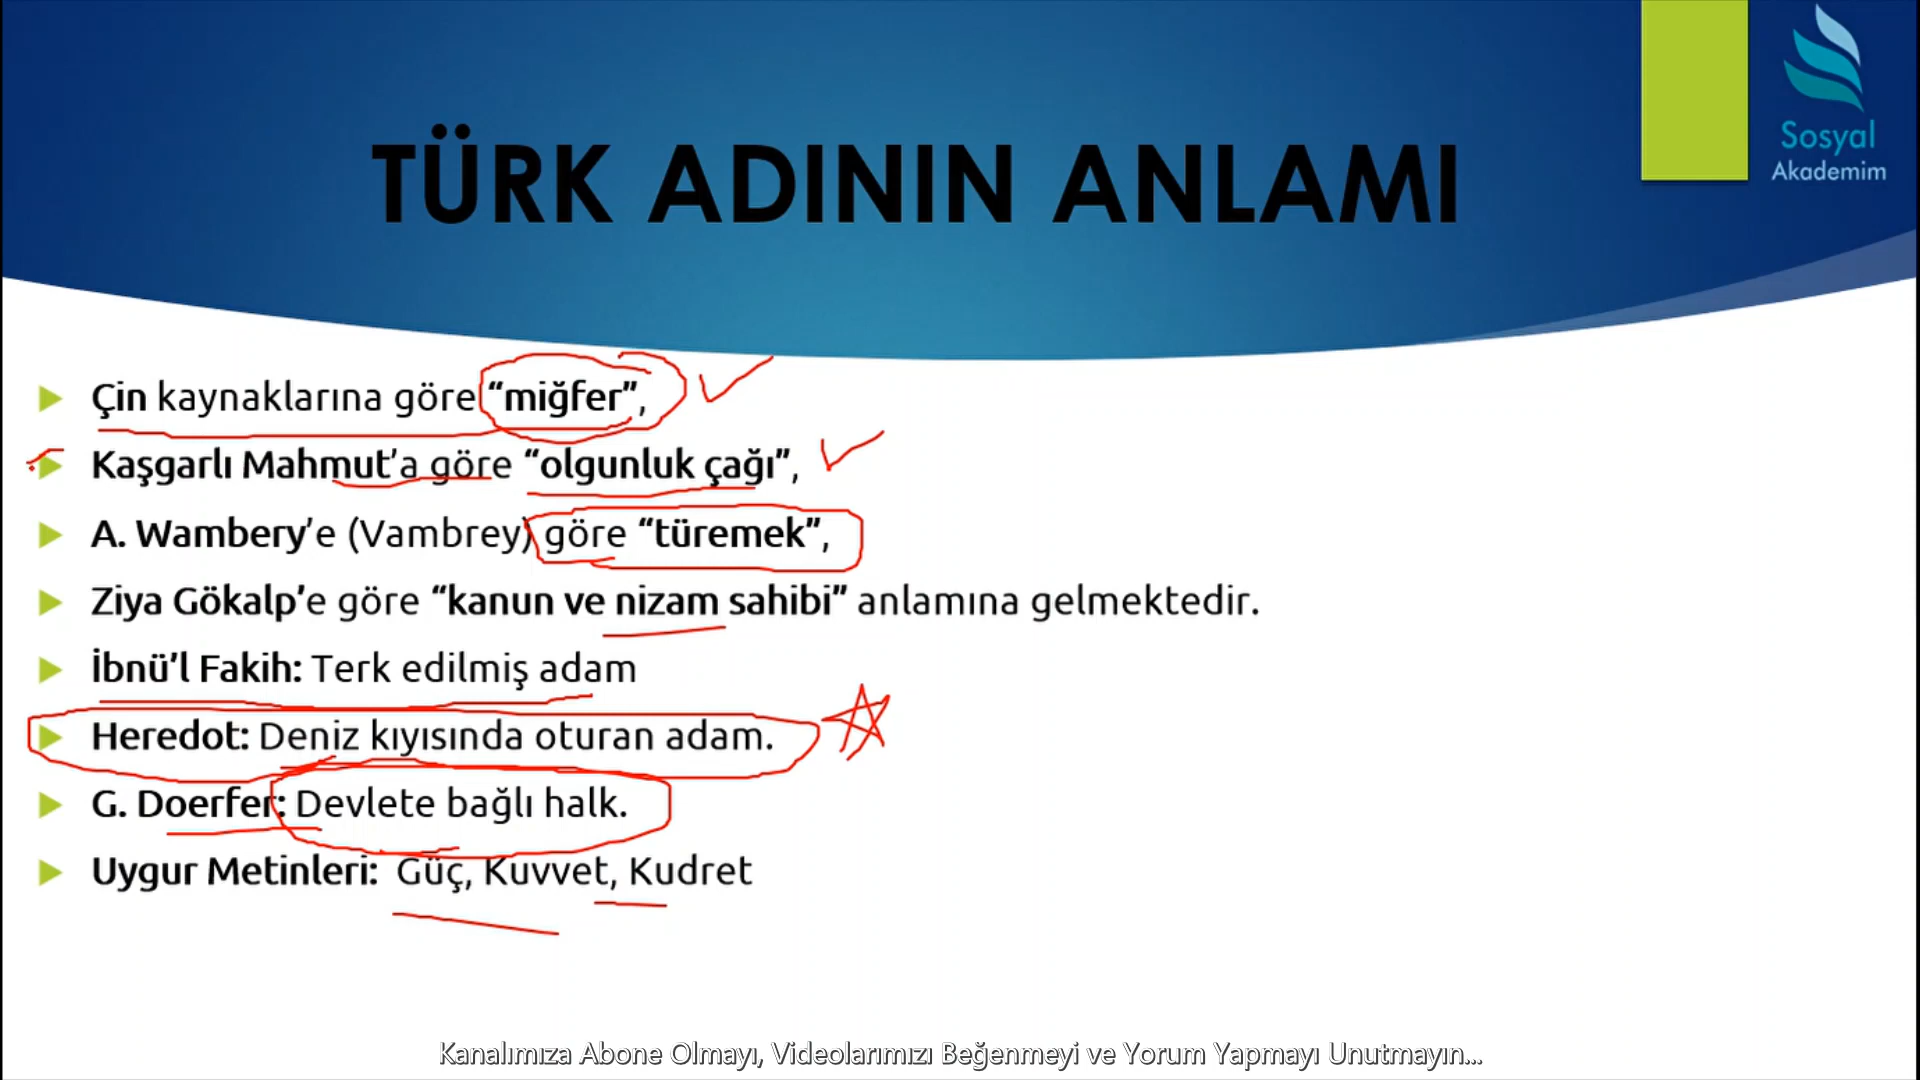 Sosyal
Akademim
TÜRK ADININ ANLAMI
Çin kaynaklarına göre “miğfer”,
Kaşgarlı Mahmut’a göre “olgunluk çağı”,
A. Wambery’e (Vambrey) göre “türemek”,
Ziya Gökalp’e göre “kanun ve nizam sahibi” anlamına gelmektedir.
İbnü’l Fakih: Terk edilmiş adam
Heredot: Deniz kıyısında oturan adam.
G. Doerfer: Devlete bağlı halk.
Uygur Metinleri: Güç, Kuvvet, Kudret
Kanalımıza Abone Olmayı, Videolarımızı Beğenmeyi ve Yorum Yapmayı Unutmayın...